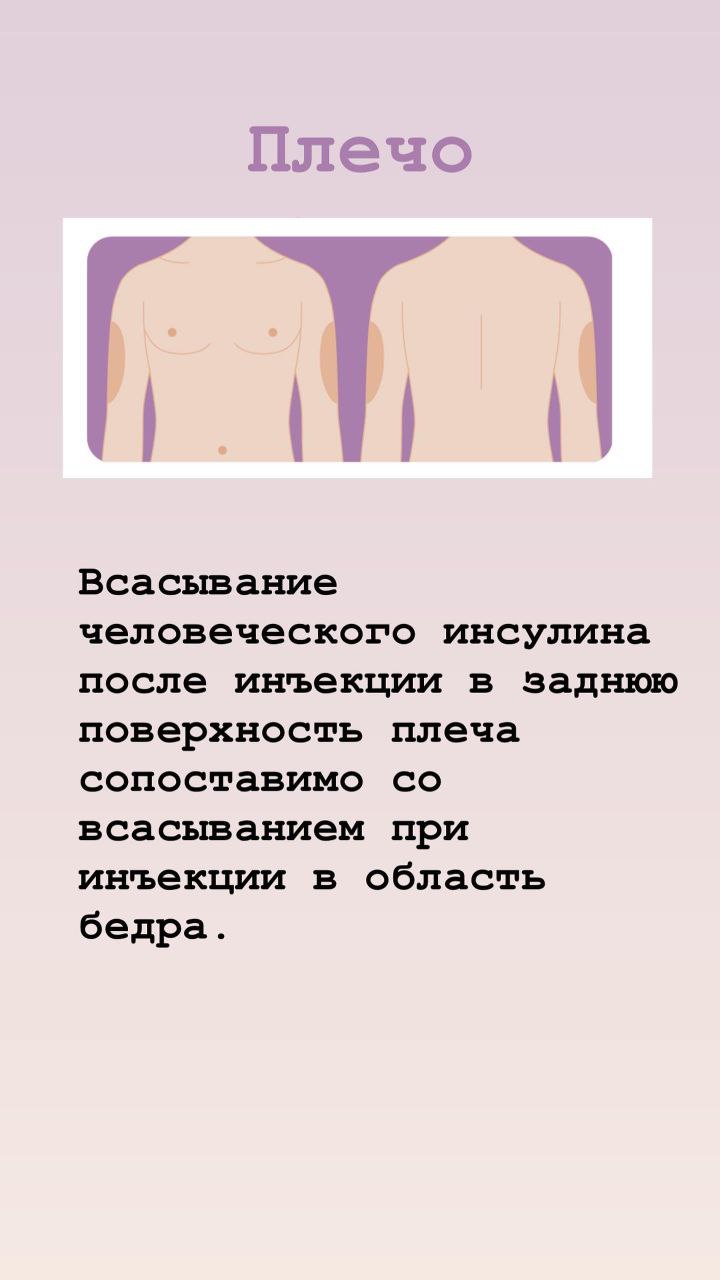 Плечо
Всасывание
человеческого инсулина
после инъекции в заднюю
поверхность плеча
сопоставимо со
всасыванием при
инъекции в область
бедра.